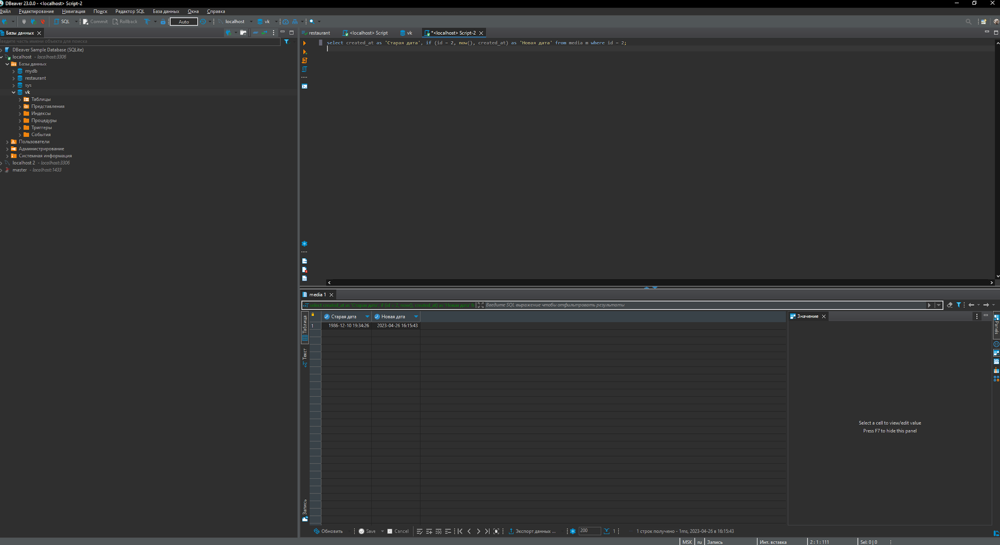 DBeaver 23.0.0 - <localhost> Script-2
Файл Редактирование Навигация Поиск Редактор SQL База данных Окна Справка
SQL Commit Rollback Auto localhost vk
Базы данных
Введите часть имени объекта для поиска
DBeaver Sample Database (SQLite)
localhost - localhost:3306
Базы данных
mydb
restaurant
sys
vk
Таблицы
Представления
Индексы
Процедуры
Триггеры
События
Пользователи
Администрирование
Системная информация
localhost 2 - localhost:3306
master - localhost:1433
restaurant <localhost> Script vk *<localhost> Script-2
select created_at as 'Старая дата', if (id = 2, now(), created_at) as 'Новая дата' from media m where id = 2;
media 1
select created_at as 'Старая дата', if (id = 2, now(), created_at) as 'Новая дата' fr Введите SQL выражение чтобы отфильтровать результаты
Таблица
Текст
Запись
Старая дата Новая дата
1 1986-12-10 19:34:26 2023-04-26 16:15:43
Значение
Select a cell to view/edit value
Press F7 to hide this panel
Panels
Обновить Save Cancel Экспорт данных ... 200 1 1 строк получено - 1ms, 2023-04-26 в 16:15:43
MSK ru Запись Инт. вставка 2 : 1 : 111 Sel: 0 | 0